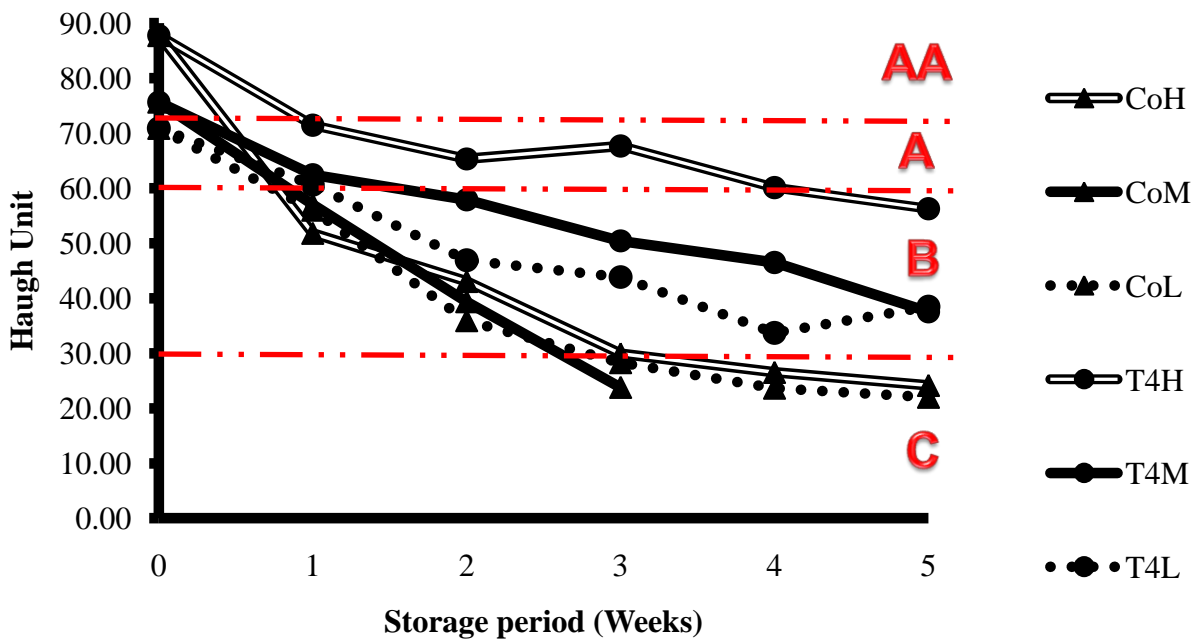 Haugh Unit
90.00
80.00
70.00
60.00
50.00
40.00
30.00
20.00
10.00
0.00
0 1 2 3 4 5
Storage period (Weeks)
AA
A
B
C
CoH
CoM
CoL
T4H
T4M
T4L